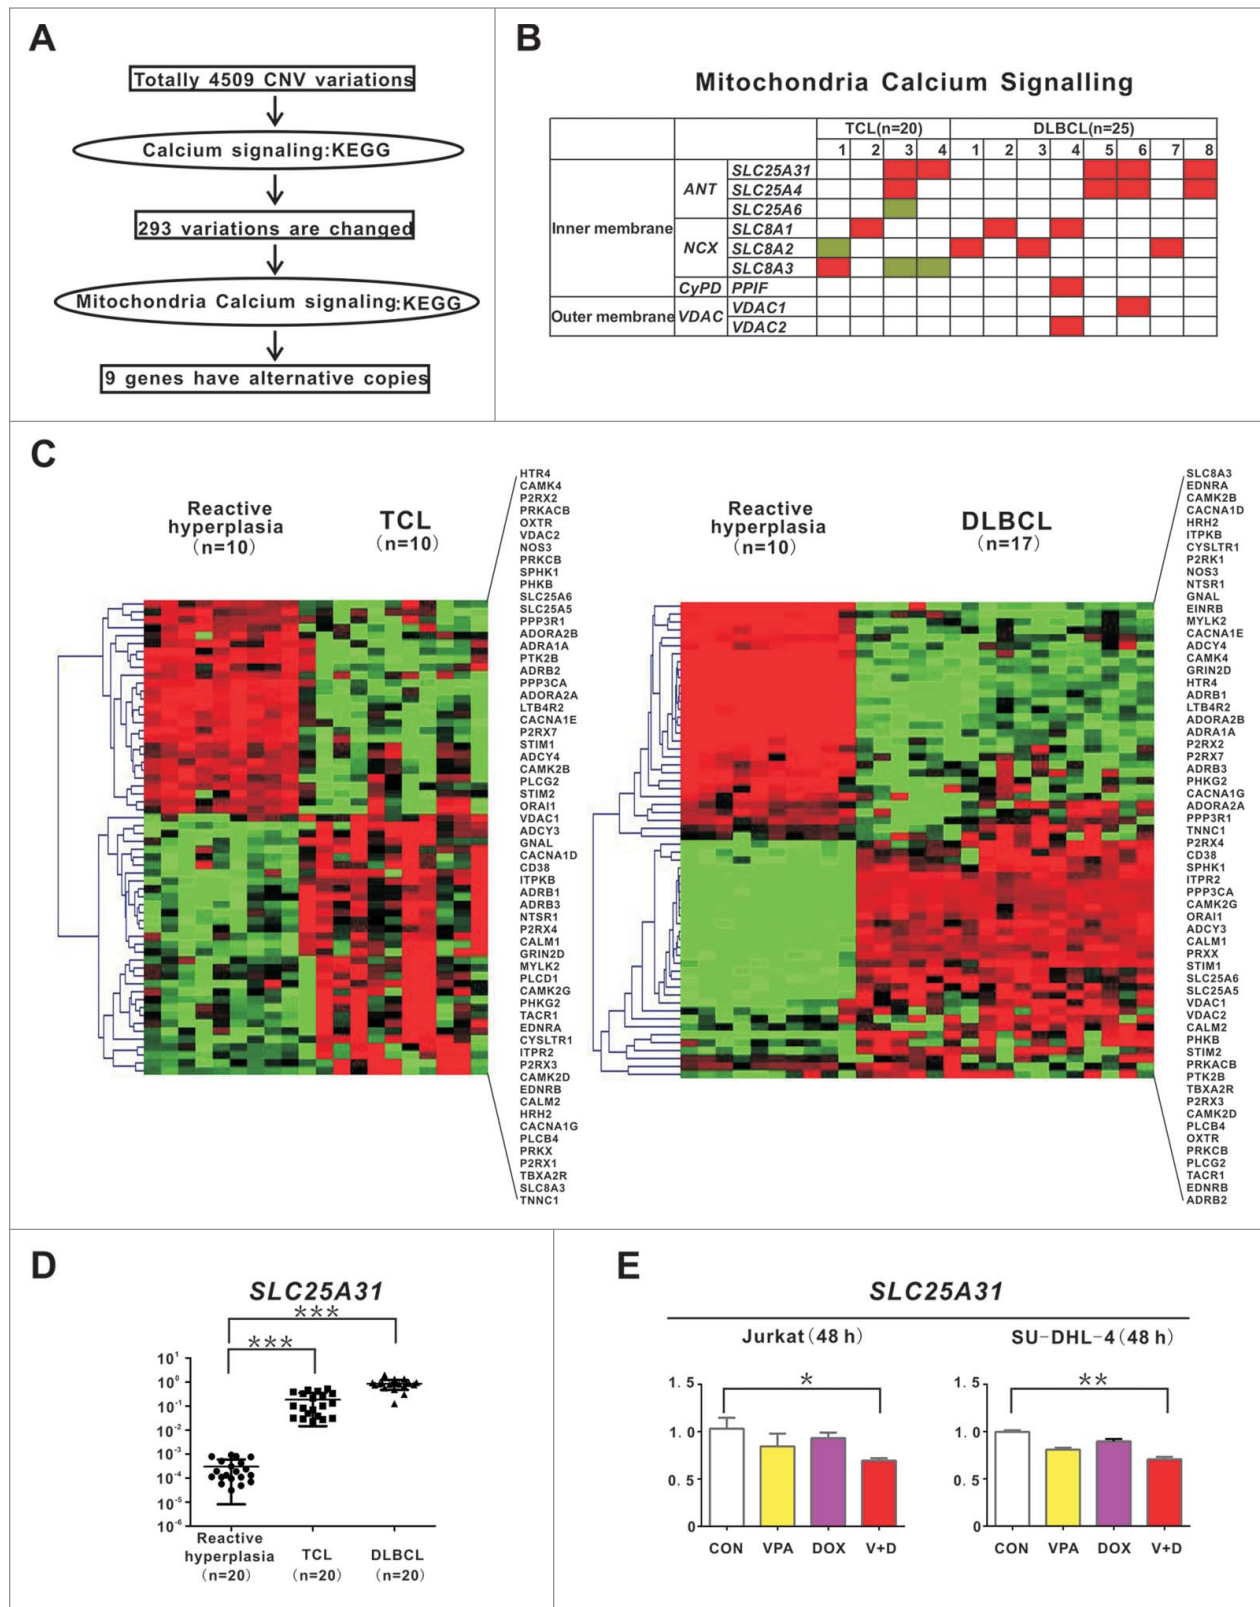 A
Totally 4509 CNV variations
Calcium signaling:KEGG
293 variations are changed
Mitochondria Calcium signaling:KEGG
9 genes have alternative copies
B
Mitochondria Calcium Signalling
TCL(n=20) DLBCL(n=25)
1 2 3 4 1 2 3 4 5 6 7 8
Inner membrane
ANT
SLC25A31
SLC25A4
SLC25A6
NCX
SLC8A1
SLC8A2
SLC8A3
CyPD PPIF
Outer membrane VDAC
VDAC1
VDAC2
C
Reactive
hyperplasia
(n=10)
TCL
(n=10)
HTR4
CAMK4
P2RX2
PRKACB
OXTR
VDAC2
NOS3
PRKCB
SPHK1
PHKB
SLC25A6
SLC25A5
PPP3R1
ADORA2B
ADRA1A
PTK2B
ADRB2
PPP3CA
ADORA2A
LTB4R2
CACNA1E
P2RX7
STIM1
ADCY4
CAMK2B
PLCG2
STIM2
ORAI1
VDAC1
ADCY3
GNAL
CACNA1D
CD38
ITPKB
ADRB1
ADRB3
NTSR1
P2RX4
CALM1
GRIN2D
MYLK2
PLCD1
CAMK2G
PHKG2
TACR1
EDNRA
CYSLTR1
ITPR2
P2RX3
CAMK2D
EDNRB
CALM2
HRH2
CACNA1G
PLCB4
PRKX
P2RX1
TBXA2R
SLC8A3
TNNC1
Reactive
hyperplasia
(n=10)
DLBCL
(n=17)
SLC8A3
EDNRA
CAMK2B
CACNA1D
HRH2
ITPKB
CYSLTR1
P2RK1
NOS3
NTSR1
GNAL
EINRB
MYLK2
CACNA1E
ADCY4
CAMK4
GRIN2D
HTR4
ADRB1
LTB4R2
ADORA2B
ADRA1A
P2RX2
P2RX7
ADRB3
PHKG2
CACNA1G
ADORA2A
PPP3R1
TNNC1
P2RX4
CD38
SPHK1
ITPR2
PPP3CA
CAMK2G
ORAI1
ADCY3
CALM1
PRXX
STIM1
SLC25A6
SLC25A5
VDAC1
VDAC2
CALM2
PHKB
STIM2
PRKACB
PTK2B
TBXA2R
P2RX3
CAMK2D
PLCB4
OXTR
PRKCB
PLCG2
TACR1
EDNRB
ADRB2
D
SLC25A31
***
***
10¹
10⁰
10⁻¹
10⁻²
10⁻³
10⁻⁴
10⁻⁵
10⁻⁶
Reactive
hyperplasia
(n=20)
TCL
(n=20)
DLBCL
(n=20)
E
SLC25A31
Jurkat(48 h)
*
1.5
1.0
0.5
0
CON VPA DOX V+D
SU-DHL-4(48 h)
**
1.5
1.0
0.5
0
CON VPA DOX V+D